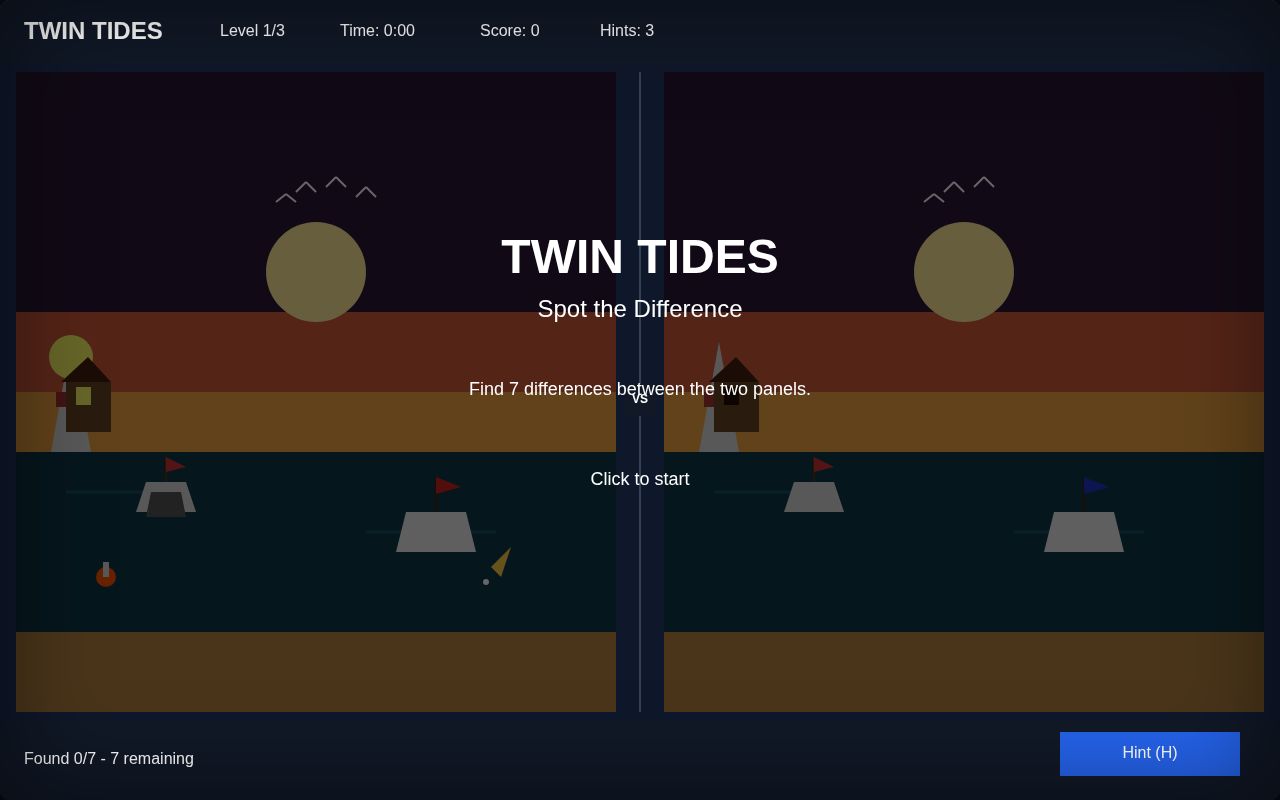 TWIN TIDES
Level 1/3
Time: 0:00
Score: 0
Hints: 3
TWIN TIDES
Spot the Difference
Find 7 differences between the two panels.
VS
Click to start
Found 0/7 - 7 remaining
Hint (H)